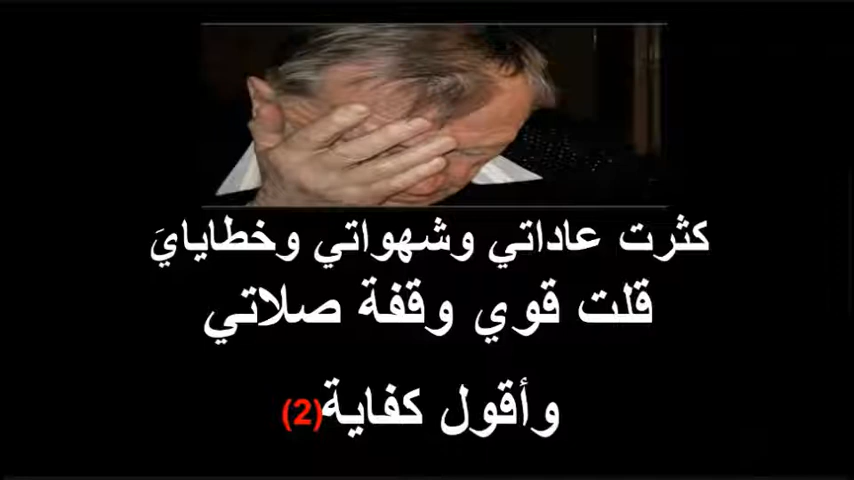 كثرت عاداتي وشهواتي وخطايايَ
قلت قوي وقفة صلاتي
وأقول كفاية(2)